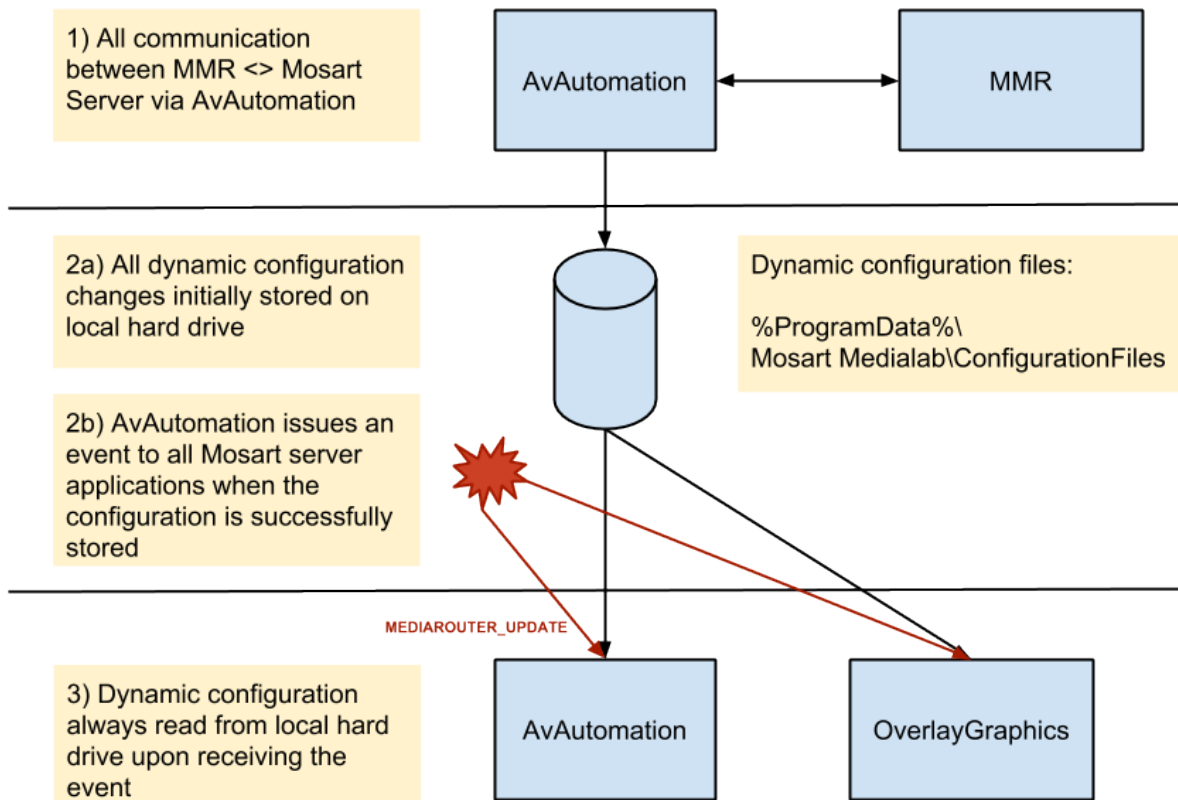 1) All communication
between MMR <> Mosart
Server via AvAutomation
AvAutomation
MMR
2a) All dynamic configuration
changes initially stored on
local hard drive
Dynamic configuration files:
%ProgramData%\
Mosart Medialab\ConfigurationFiles
2b) AvAutomation issues an
event to all Mosart server
applications when the
configuration is successfully
stored
MEDIAROUTER_UPDATE
3) Dynamic configuration
always read from local hard
drive upon receiving the
event
AvAutomation
OverlayGraphics